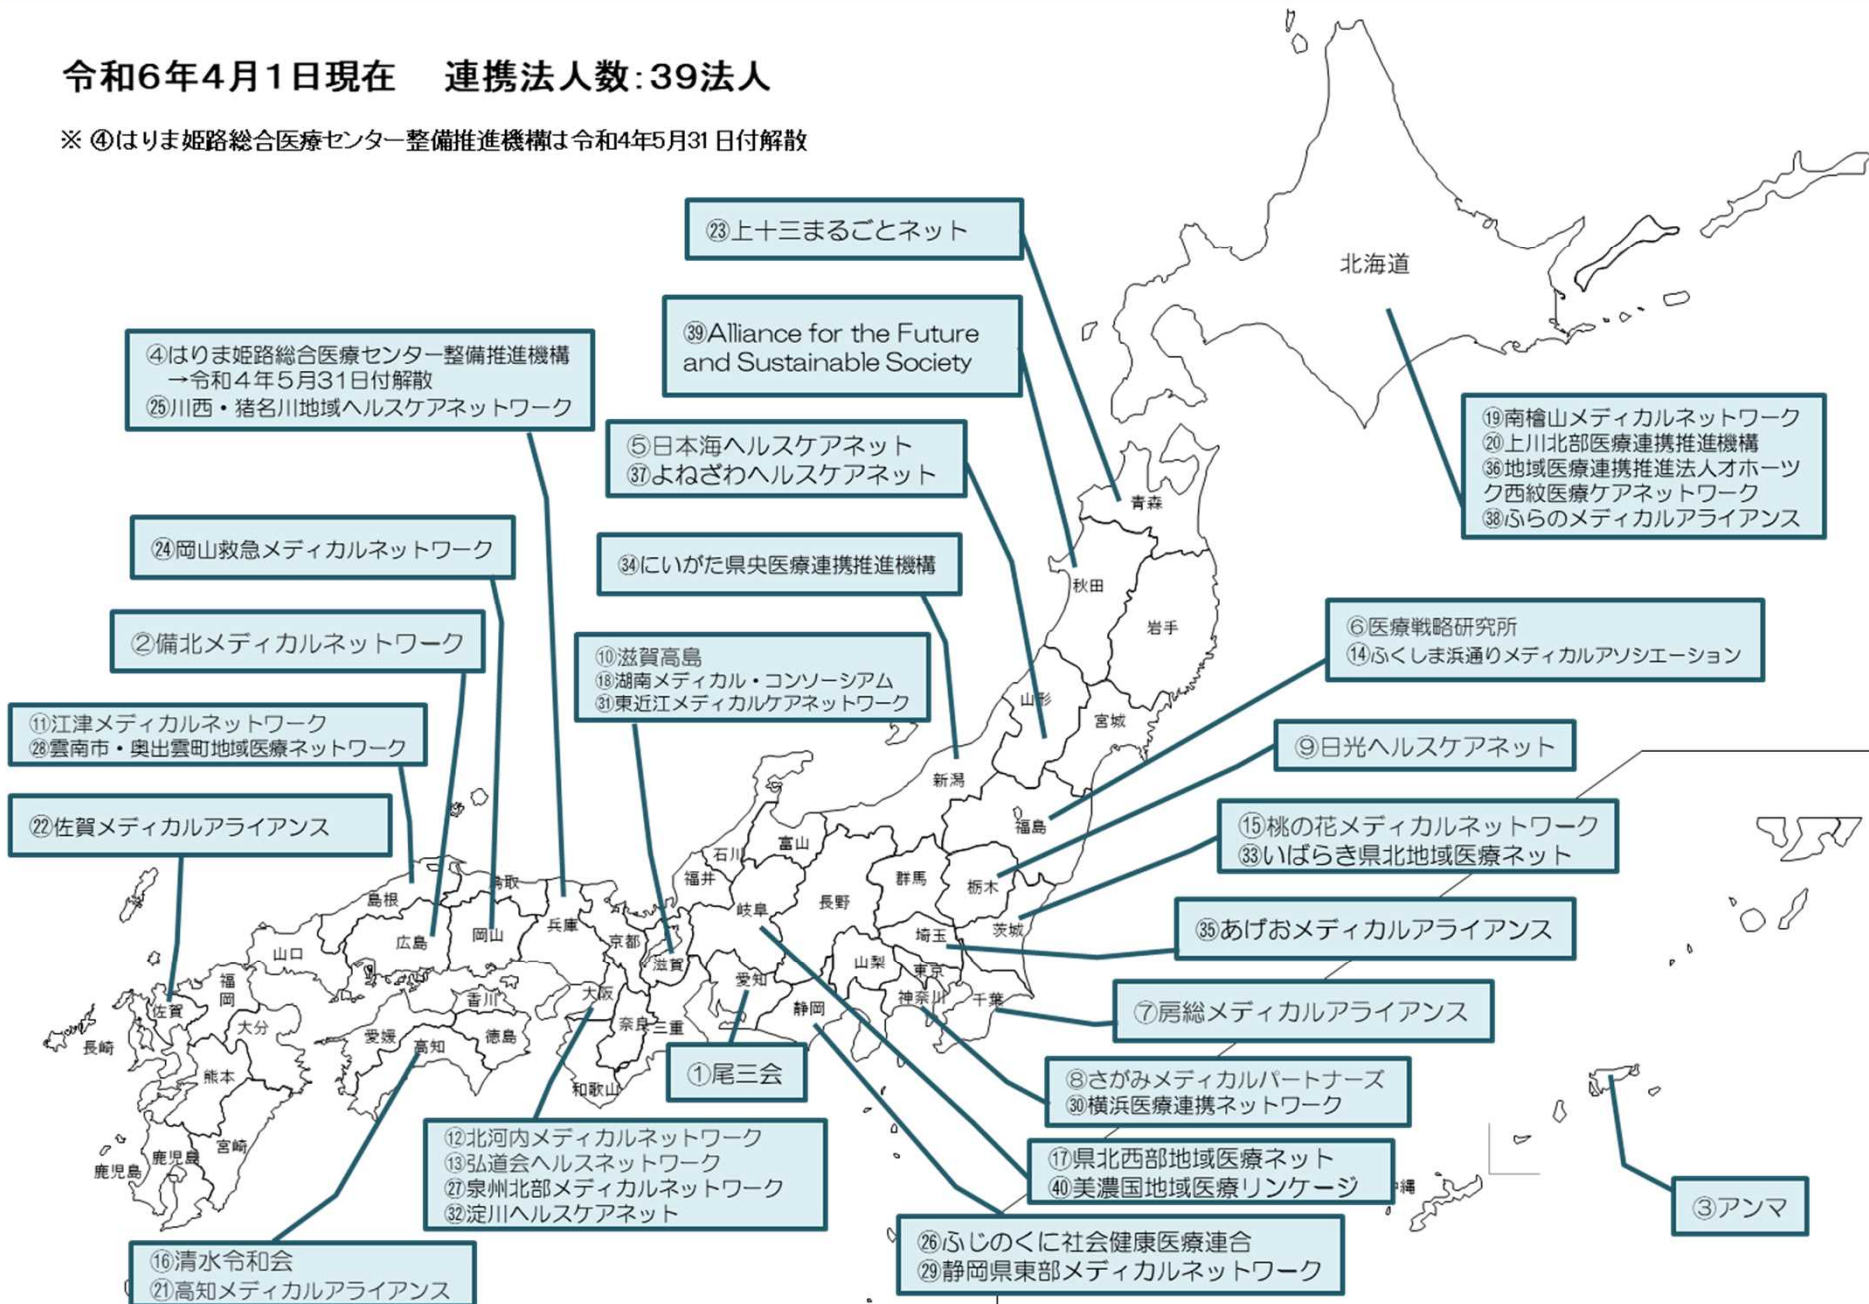 令和6年4月1日現在　連携法人数：39法人
※ ④はりま姫路総合医療センター整備推進機構は令和4年5月31日付解散
㉓上十三まるごとネット
北海道
㊴Alliance for the Future
and Sustainable Society
④はりま姫路総合医療センター整備推進機構
→令和４年５月３１日付解散
㉕川西・猪名川地域ヘルスケアネットワーク
⑤日本海ヘルスケアネット
㊲よねざわヘルスケアネット
⑲南檜山メディカルネットワーク
⑳上川北部医療連携推進機構
㊱地域医療連携推進法人オホーツ
ク西紋医療ケアネットワーク
㊳ふらのメディカルアライアンス
青森
㉔岡山救急メディカルネットワーク
㉞にいがた県央医療連携推進機構
秋田
岩手
②備北メディカルネットワーク
⑥医療戦略研究所
⑭ふくしま浜通りメディカルアソシエーション
⑩滋賀高島
⑱湖南メディカル・コンソーシアム
㉛東近江メディカルケアネットワーク
山形
宮城
⑪江津メディカルネットワーク
㉘雲南市・奥出雲町地域医療ネットワーク
⑨日光ヘルスケアネット
新潟
㉒佐賀メディカルアライアンス
福島
⑮桃の花メディカルネットワーク
㉝いばらき県北地域医療ネット
富山
石川
福井
群馬
栃木
鳥取
島根
岐阜
長野
兵庫
広島
岡山
京都
埼玉
茨城
㉟あげおメディカルアライアンス
山口
滋賀
山梨
東京
福岡
愛知
大阪
香川
神奈川
千葉
佐賀
静岡
⑦房総メディカルアライアンス
大分
奈良
三重
愛媛
徳島
高知
長崎
熊本
①尾三会
和歌山
⑧さがみメディカルパートナーズ
㉚横浜医療連携ネットワーク
宮崎
鹿児島
鹿児島
⑫北河内メディカルネットワーク
⑬弘道会ヘルスネットワーク
㉗泉州北部メディカルネットワーク
㉜淀川ヘルスケアネット
⑰県北西部地域医療ネット
㊵美濃国地域医療リンケージ
縄
③アンマ
㉖ふじのくに社会健康医療連合
㉙静岡県東部メディカルネットワーク
⑯清水令和会
㉑高知メディカルアライアンス